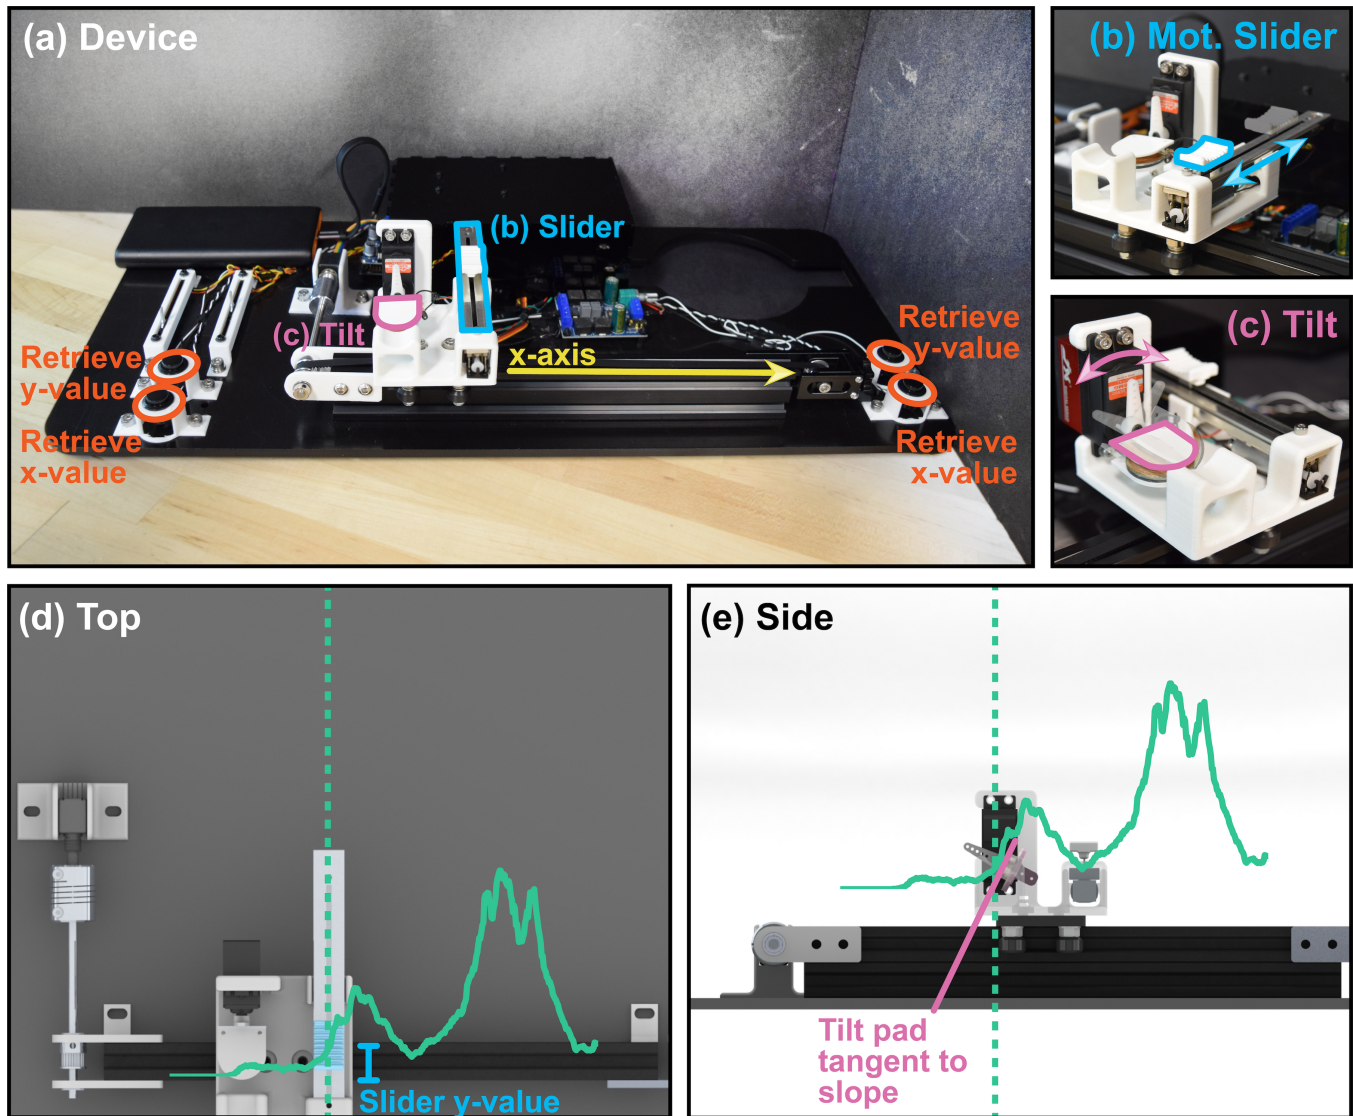 (a) Device
(b) Slider
(c) Tilt
x-axis
Retrieve
y-value
Retrieve
x-value
Retrieve
y-value
Retrieve
x-value
(b) Mot. Slider
(c) Tilt
(d) Top
Slider y-value
(e) Side
Tilt pad
tangent to
slope